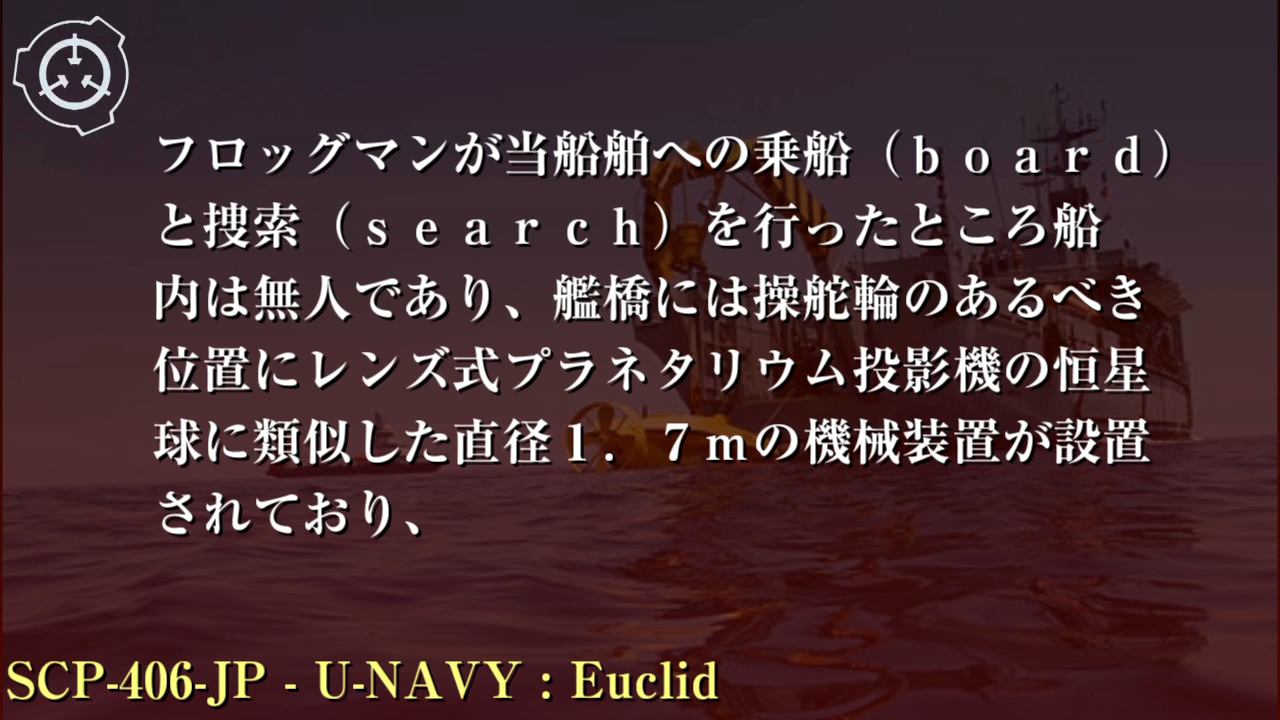 フロッグマンが当船舶への乗船（ｂｏａｒｄ）
と捜索（ｓｅａｒｃｈ）を行ったところ船
内は無人であり、艦橋には操舵輪のあるべき
位置にレンズ式プラネタリウム投影機の恒星
球に類似した直径１．７ｍの機械装置が設置
されており、
SCP-406-JP - U-NAVY : Euclid